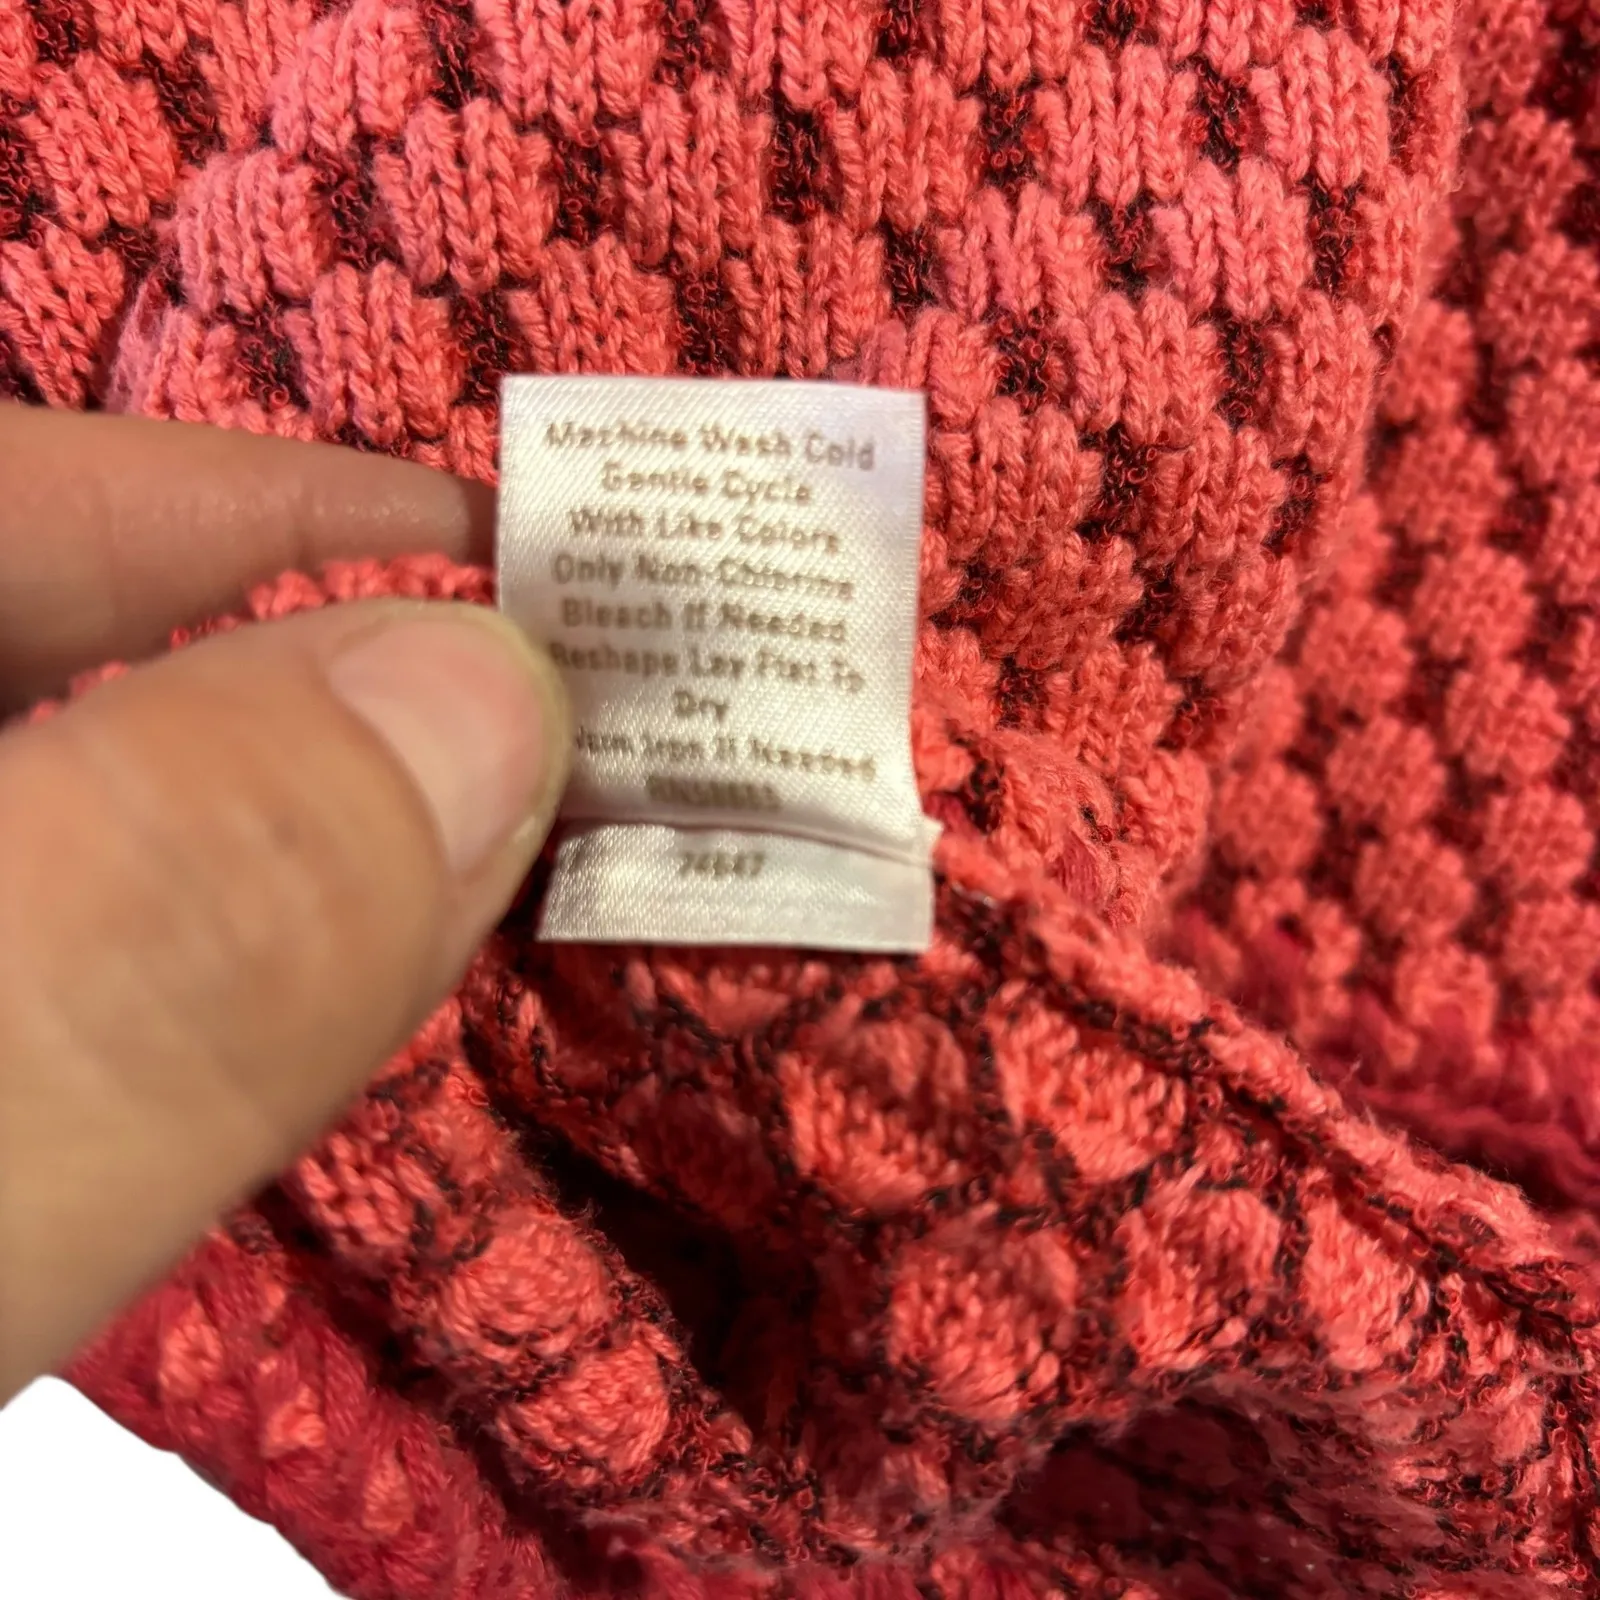 Machine Wash Cold
Gentle Cycle
With Like Colors
Only Non-Chlorine
Bleach If Needed
Reshape Lay Flat To
Dry
Iron If Needed
74647